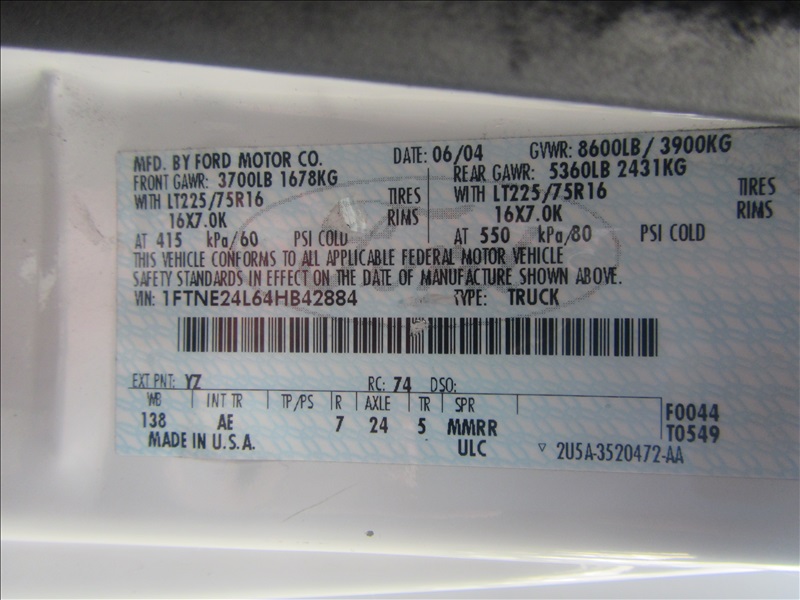 MFD. BY FORD MOTOR CO. DATE: 06/04 GVWR: 8600LB / 3900KG
FRONT GAWR: 3700LB 1678KG REAR GAWR: 5360LB 2431KG
WITH LT225/75R16 TIRES WITH LT225/75R16 TIRES
16X7.0K RIMS 16X7.0K RIMS
AT 415 kPa/60 PSI COLD AT 550 kPa/80 PSI COLD
THIS VEHICLE CONFORMS TO ALL APPLICABLE FEDERAL MOTOR VEHICLE
SAFETY STANDARDS IN EFFECT ON THE DATE OF MANUFACTURE SHOWN ABOVE.
VIN: 1FTNE24L64HB42884 TYPE: TRUCK
EXT PNT: YZ RC: 74 DSO:
WB INT TR TP/PS R AXLE TR SPR F0044
138 AE 7 24 5 MMRR T0549
MADE IN U.S.A. ULC 2U5A-3520472-AA